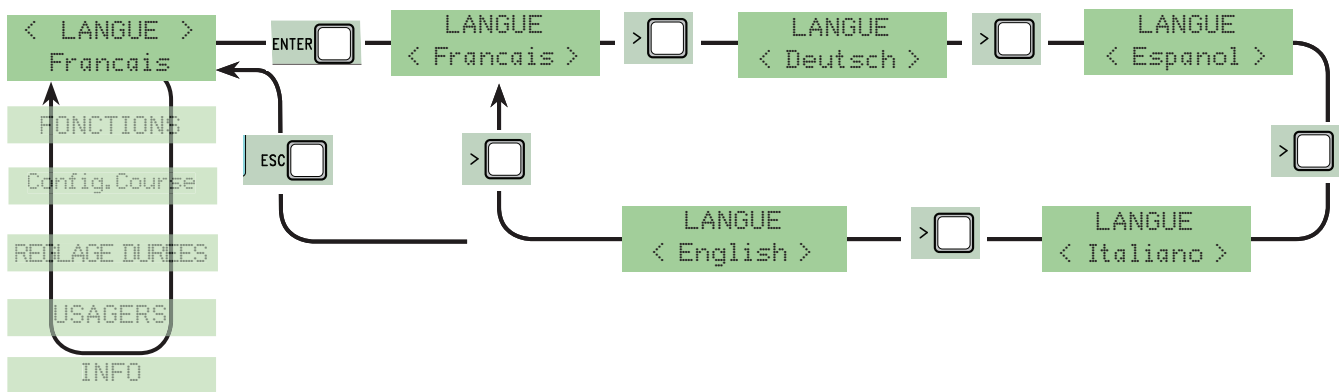 < LANGUE >
Francais
ENTER
LANGUE
< Francais >
>
LANGUE
< Deutsch >
>
LANGUE
< Espanol >
>
LANGUE
< Italiano >
>
LANGUE
< English >
>
ESC
FONCTIONS
Config.Course
REGLAGE DUREES
USAGERS
INFO